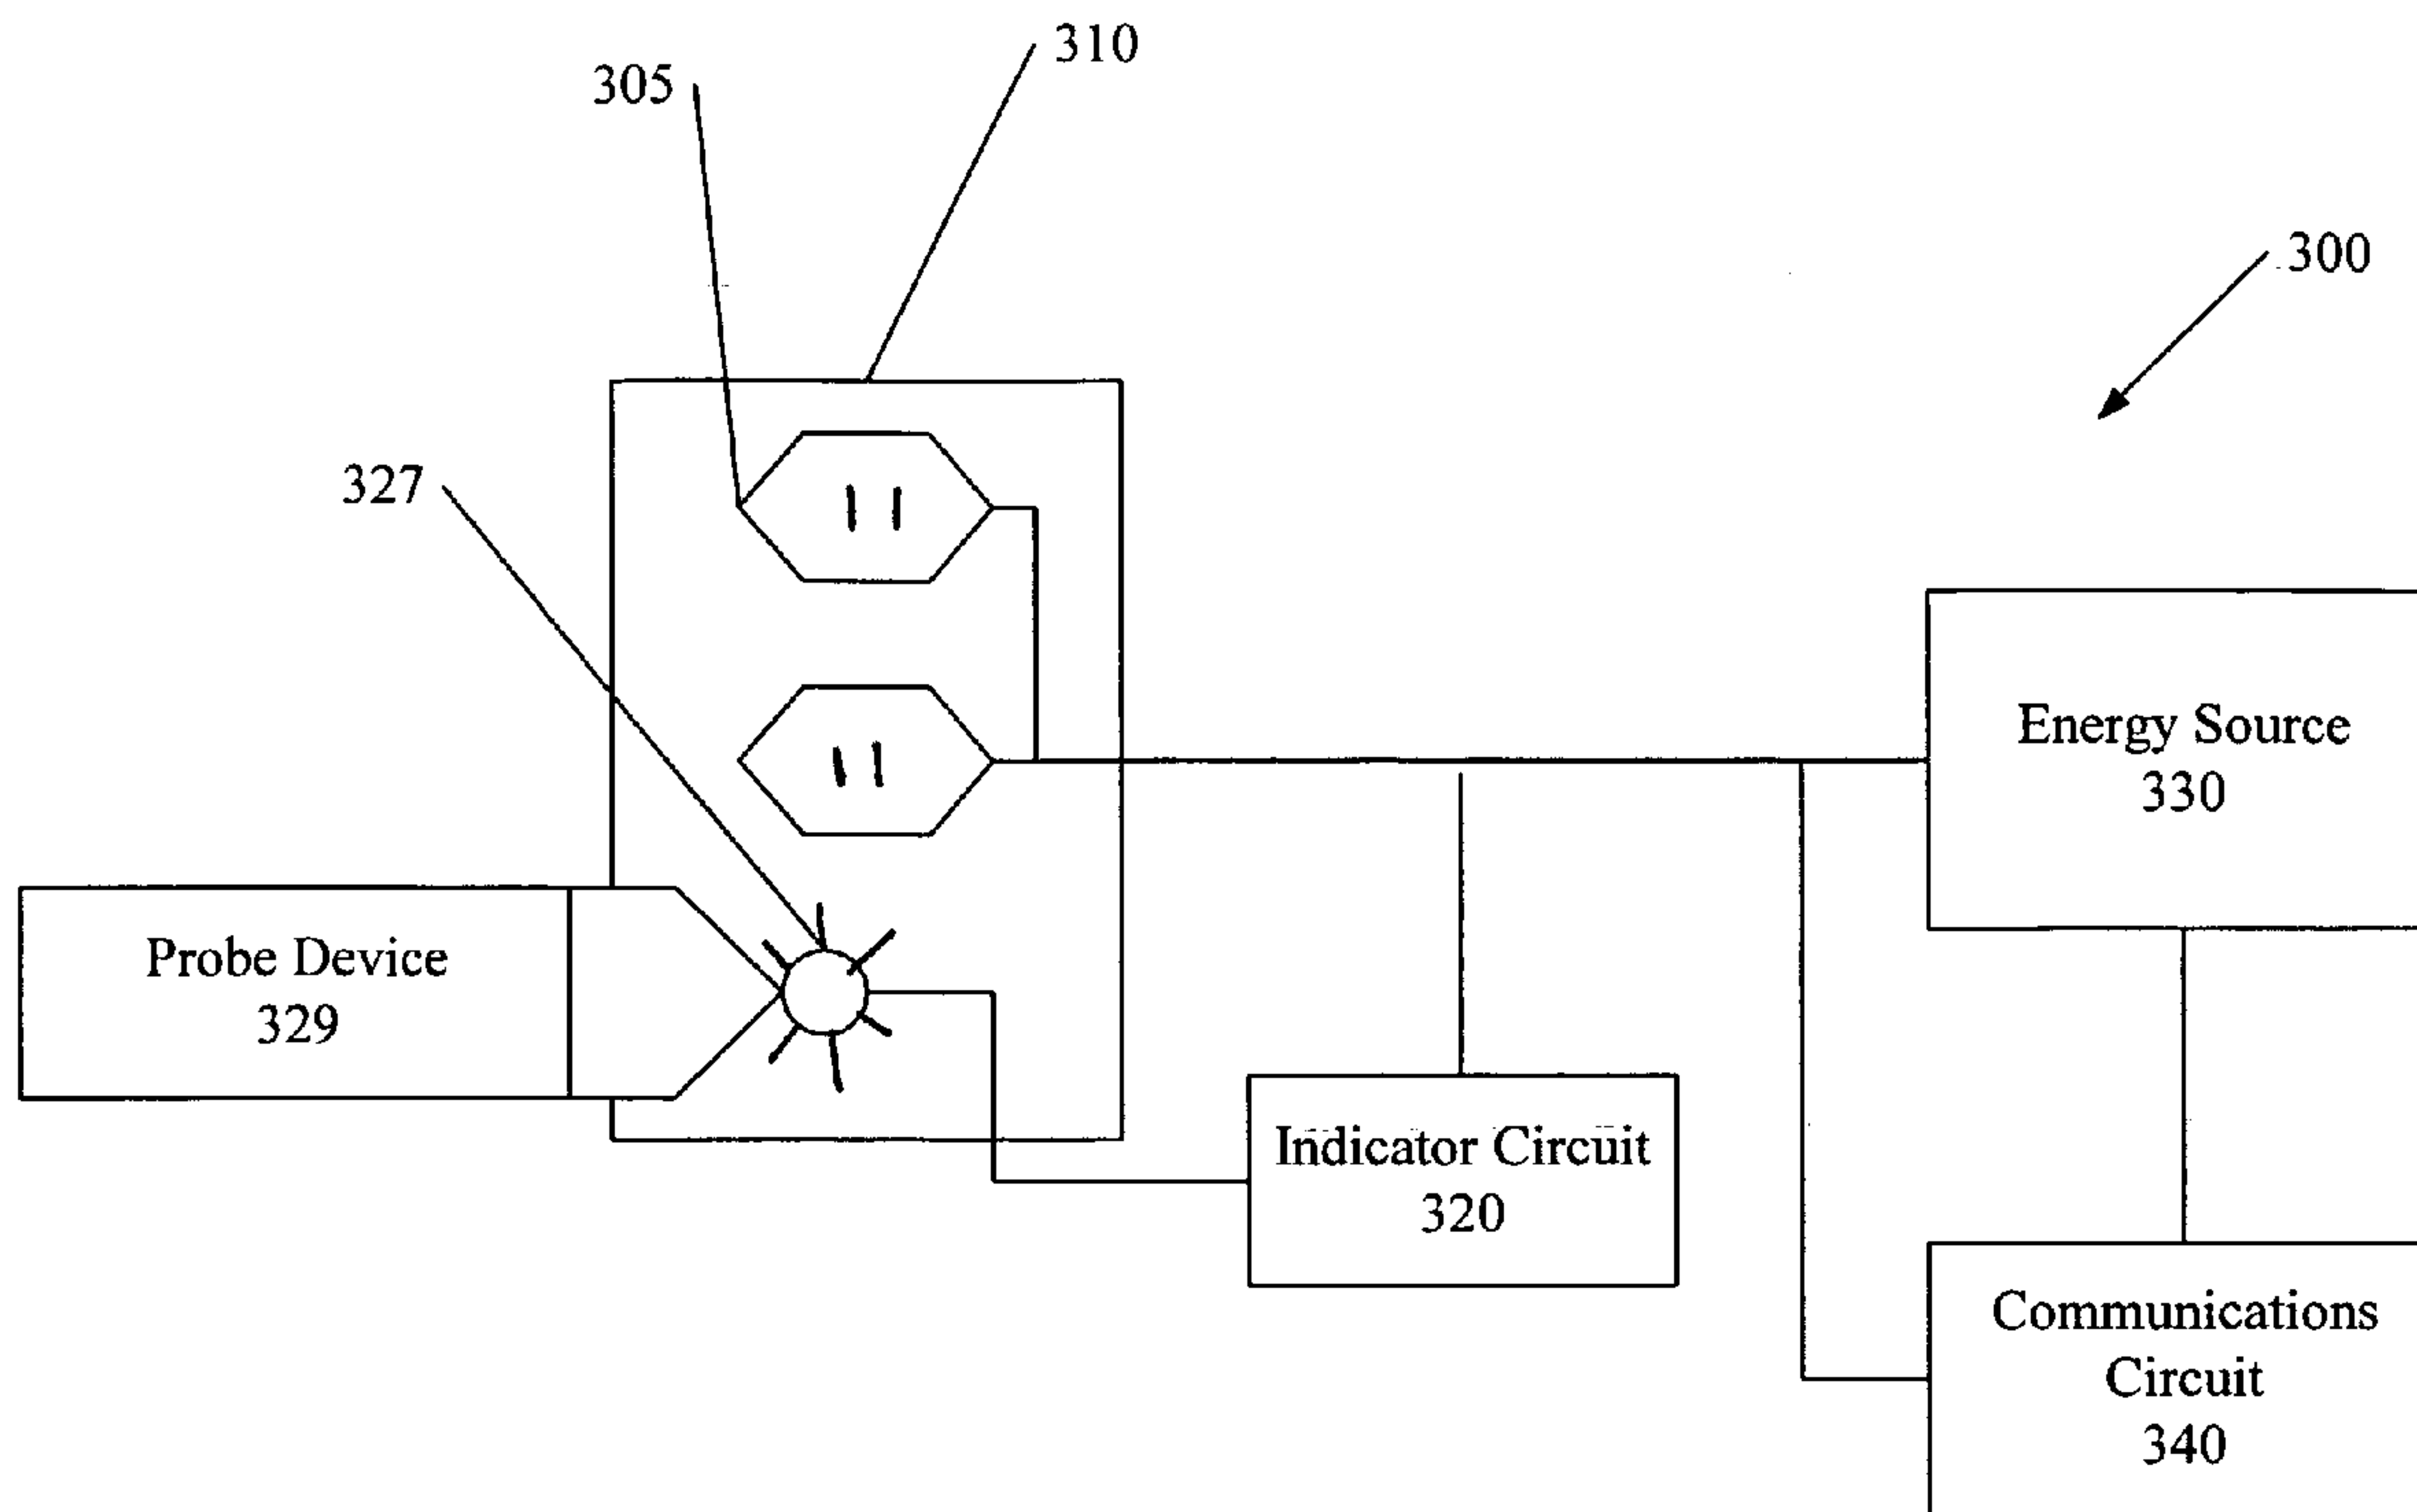 310
305
300
327
Energy Source
330
Probe Device
329
Indicator Circuit
320
Communications
Circuit
340